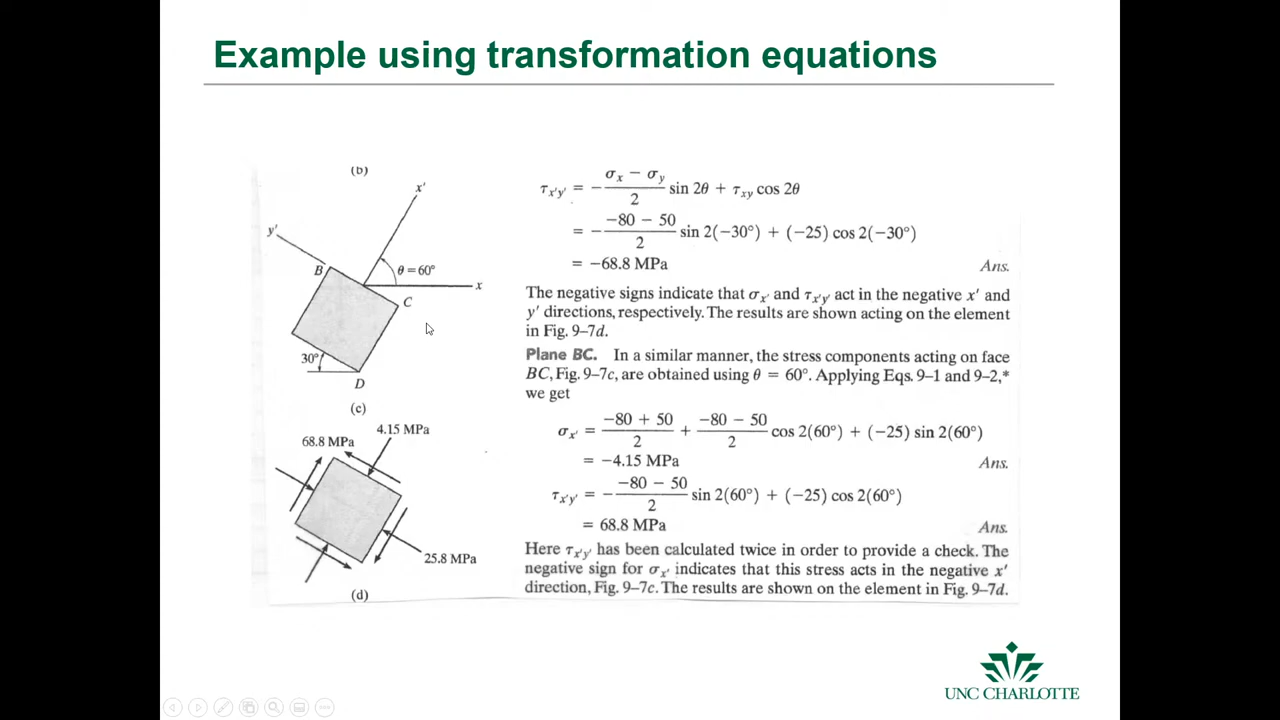 Example using transformation equations
(b)
x'
y'
B
θ = 60°
x
C
30°
D
(c)
4.15 MPa
68.8 MPa
25.8 MPa
(d)
τx'y' = − (σx − σy)/2 sin 2θ + τxy cos 2θ
= − (−80 − 50)/2 sin 2(−30°) + (−25) cos 2(−30°)
= −68.8 MPa Ans.
The negative signs indicate that σx' and τx'y' act in the negative x' and
y' directions, respectively. The results are shown acting on the element
in Fig. 9–7d.
Plane BC. In a similar manner, the stress components acting on face
BC, Fig. 9–7c, are obtained using θ = 60°. Applying Eqs. 9–1 and 9–2,*
we get
σx' = (−80 + 50)/2 + (−80 − 50)/2 cos 2(60°) + (−25) sin 2(60°)
= −4.15 MPa Ans.
τx'y' = − (−80 − 50)/2 sin 2(60°) + (−25) cos 2(60°)
= 68.8 MPa Ans.
Here τx'y' has been calculated twice in order to provide a check. The
negative sign for σx' indicates that this stress acts in the negative x'
direction, Fig. 9–7c. The results are shown on the element in Fig. 9–7d.
UNC CHARLOTTE